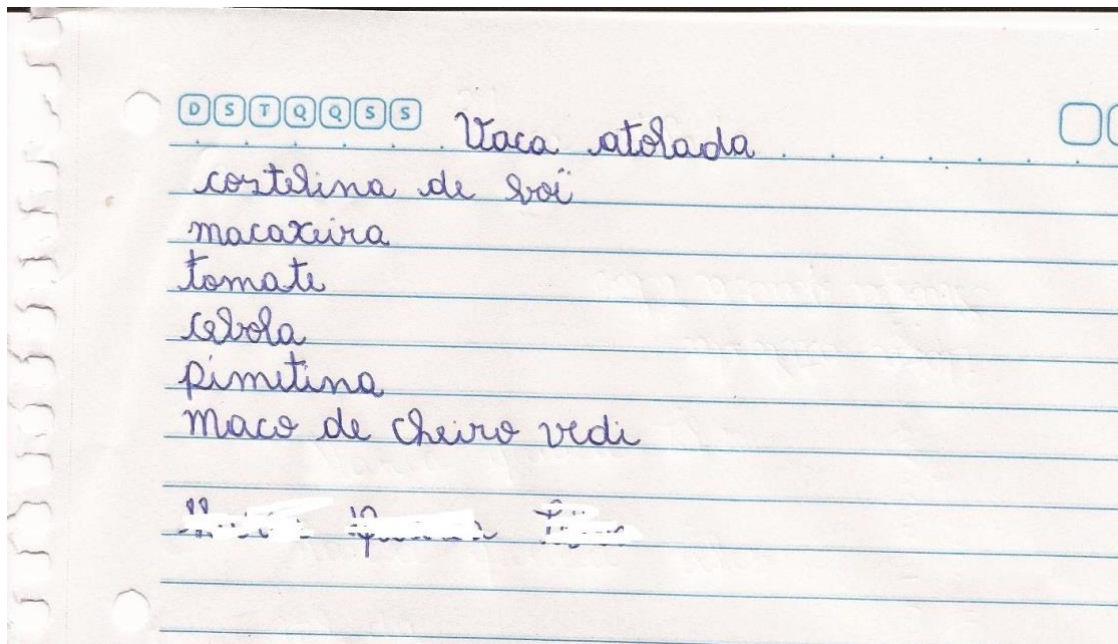 D S T Q Q S S
Vaca atolada
costelina de boi
macaxeira
tomate
cebola
pimitina
maco de cheiro vedi